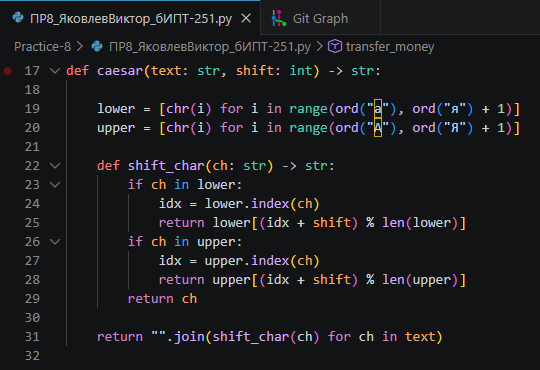 ПР8_ЯковлевВиктор_бИПТ-251.py × Git Graph
Practice-8 > ПР8_ЯковлевВиктор_бИПТ-251.py > transfer_money
17 def caesar(text: str, shift: int) -> str:
18
19 lower = [chr(i) for i in range(ord("а"), ord("я") + 1)]
20 upper = [chr(i) for i in range(ord("А"), ord("Я") + 1)]
21
22 def shift_char(ch: str) -> str:
23 if ch in lower:
24 idx = lower.index(ch)
25 return lower[(idx + shift) % len(lower)]
26 if ch in upper:
27 idx = upper.index(ch)
28 return upper[(idx + shift) % len(upper)]
29 return ch
30
31 return "".join(shift_char(ch) for ch in text)
32